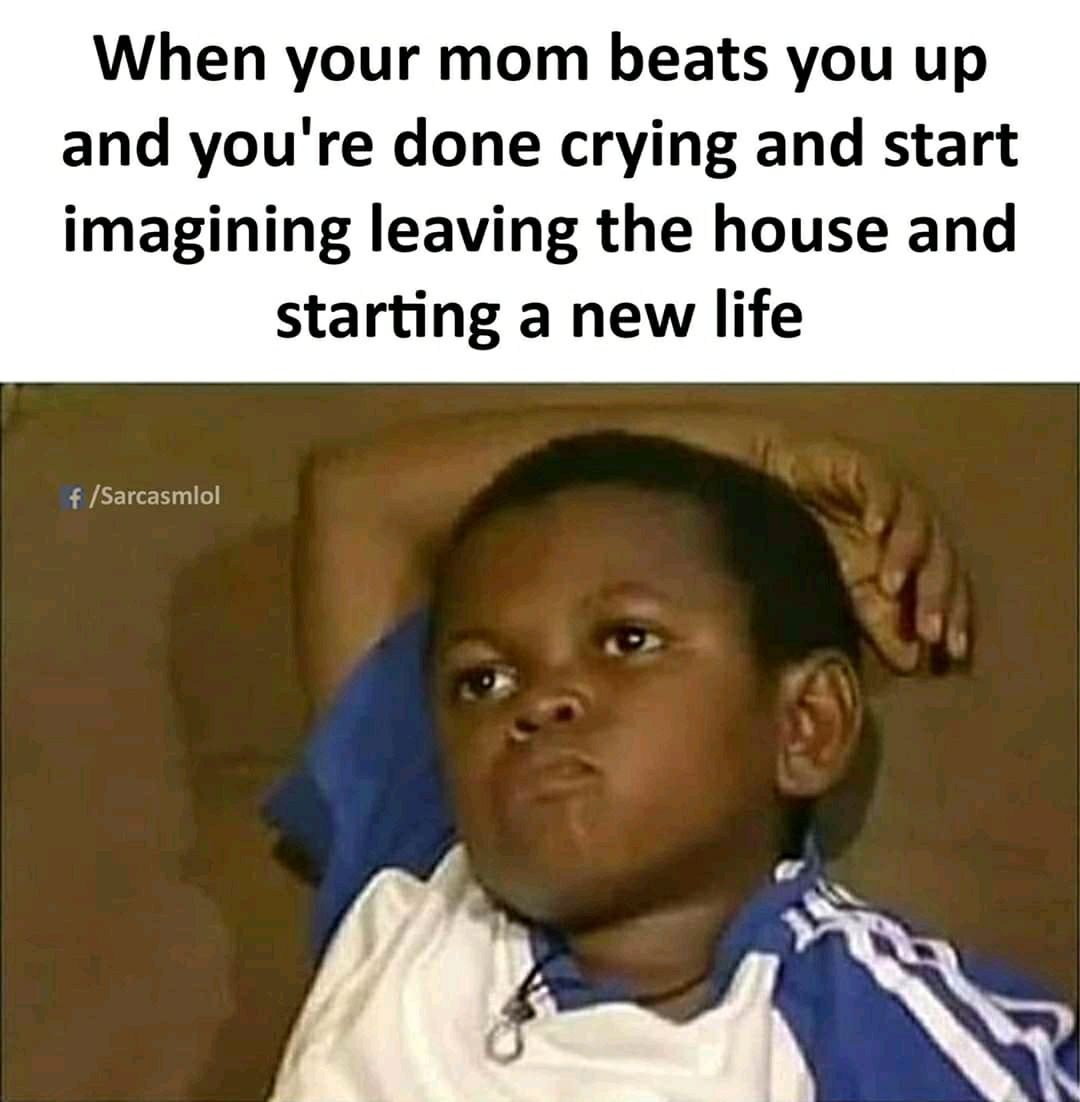 When your mom beats you up
and you're done crying and start
imagining leaving the house and
starting a new life
f /Sarcasmlol